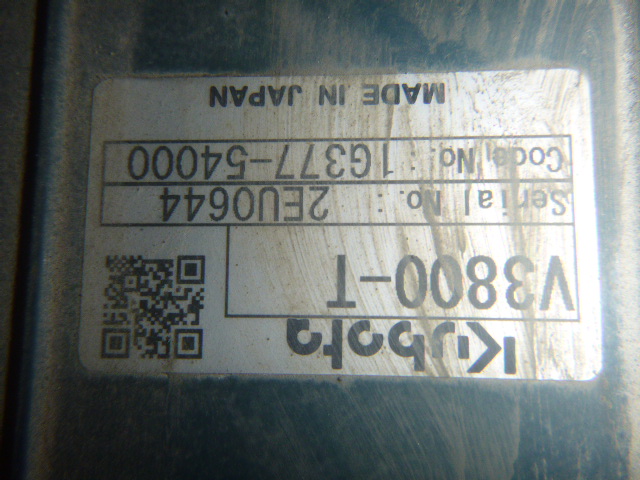 Kubota
V3800-T
Serial No. : 2EU0644
Code No. : 1G377-54000
MADE IN JAPAN